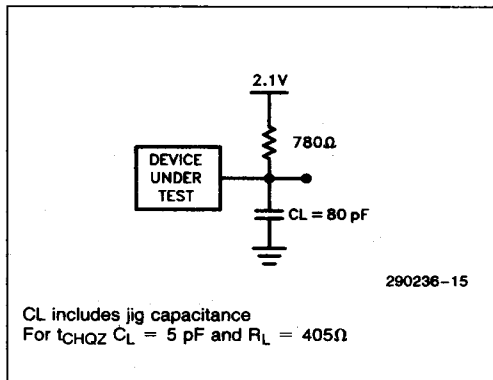 2.1V
780Ω
DEVICE
UNDER
TEST
CL = 80 pF
290236-15
CL includes jig capacitance
For tCHQZ CL = 5 pF and RL = 405Ω